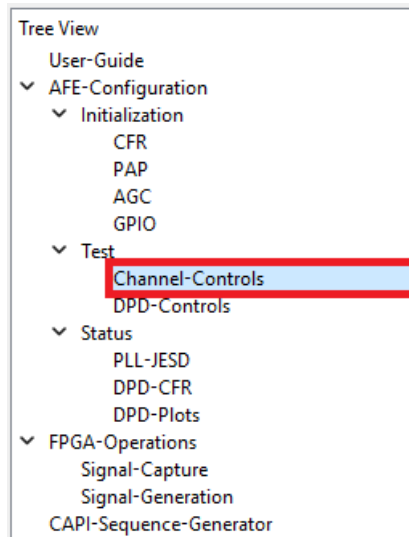 Tree View
User-Guide
AFE-Configuration
Initialization
CFR
PAP
AGC
GPIO
Test
Channel-Controls
DPD-Controls
Status
PLL-JESD
DPD-CFR
DPD-Plots
FPGA-Operations
Signal-Capture
Signal-Generation
CAPI-Sequence-Generator